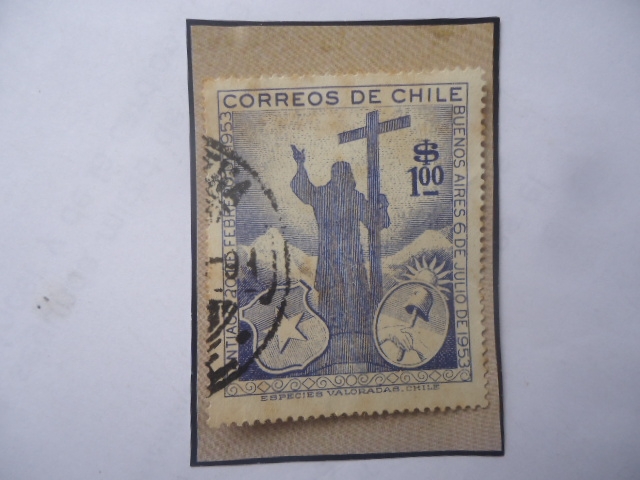 CORREOS DE CHILE
$
1.00
BUENOS AIRES 6 DE JULIO DE 1953
FEBRERO 1953
ESPECIES VALORADAS. CHILE